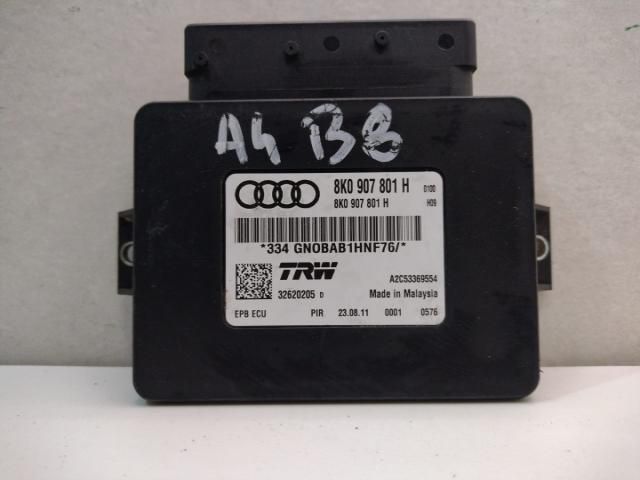 A4 B8
8K0 907 801 H 0100
8K0 907 801 H H09
*334 GNOBAB1HNF76/*
TRW A2C53369554
32620205 D Made in Malaysia
EPB ECU PIR 23.08.11 0001 0576